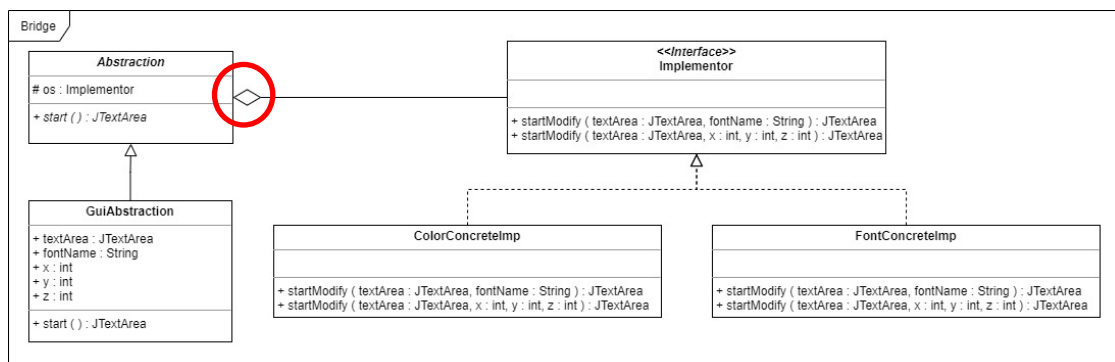 Bridge
Abstraction
# os : Implementor
+ start ( ) : JTextArea
<<Interface>>
Implementor
+ startModify ( textArea : JTextArea, fontName : String ) : JTextArea
+ startModify ( textArea : JTextArea, x : int, y : int, z : int ) : JTextArea
GuiAbstraction
+ textArea : JTextArea
+ fontName : String
+ x : int
+ y : int
+ z : int
+ start ( ) : JTextArea
ColorConcreteImp
+ startModify ( textArea : JTextArea, fontName : String ) : JTextArea
+ startModify ( textArea : JTextArea, x : int, y : int, z : int ) : JTextArea
FontConcreteImp
+ startModify ( textArea : JTextArea, fontName : String ) : JTextArea
+ startModify ( textArea : JTextArea, x : int, y : int, z : int ) : JTextArea